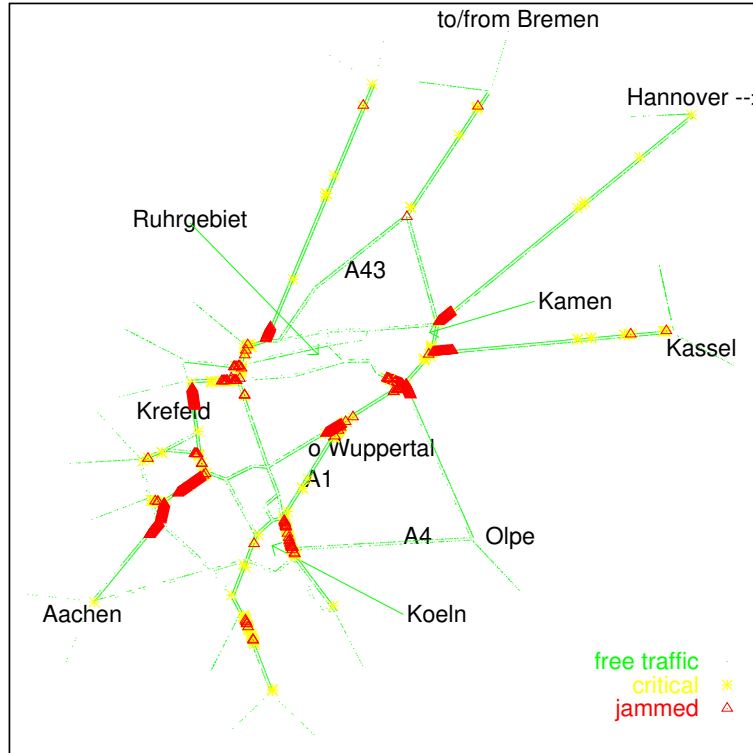 to/from Bremen
Hannover --
Ruhrgebiet
A43
Kamen
Kassel
Krefeld
o Wuppertal
A1
A4
Olpe
Aachen
Koeln
free traffic
critical
jammed